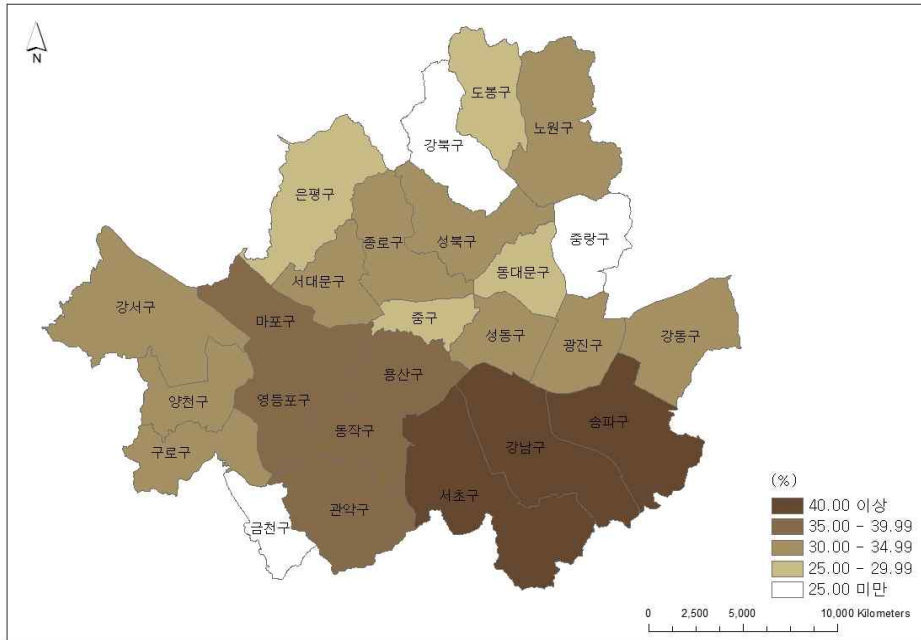 N
도봉구
노원구
강북구
은평구
중랑구
종로구
성북구
동대문구
서대문구
강서구
마포구
중구
성동구
광진구
강동구
용산구
양천구
영등포구
송파구
동작구
강남구
구로구
서초구
관악구
금천구
(%)
40.00 이상
35.00 - 39.99
30.00 - 34.99
25.00 - 29.99
25.00 미만
0 2,500 5,000 10,000 Kilometers